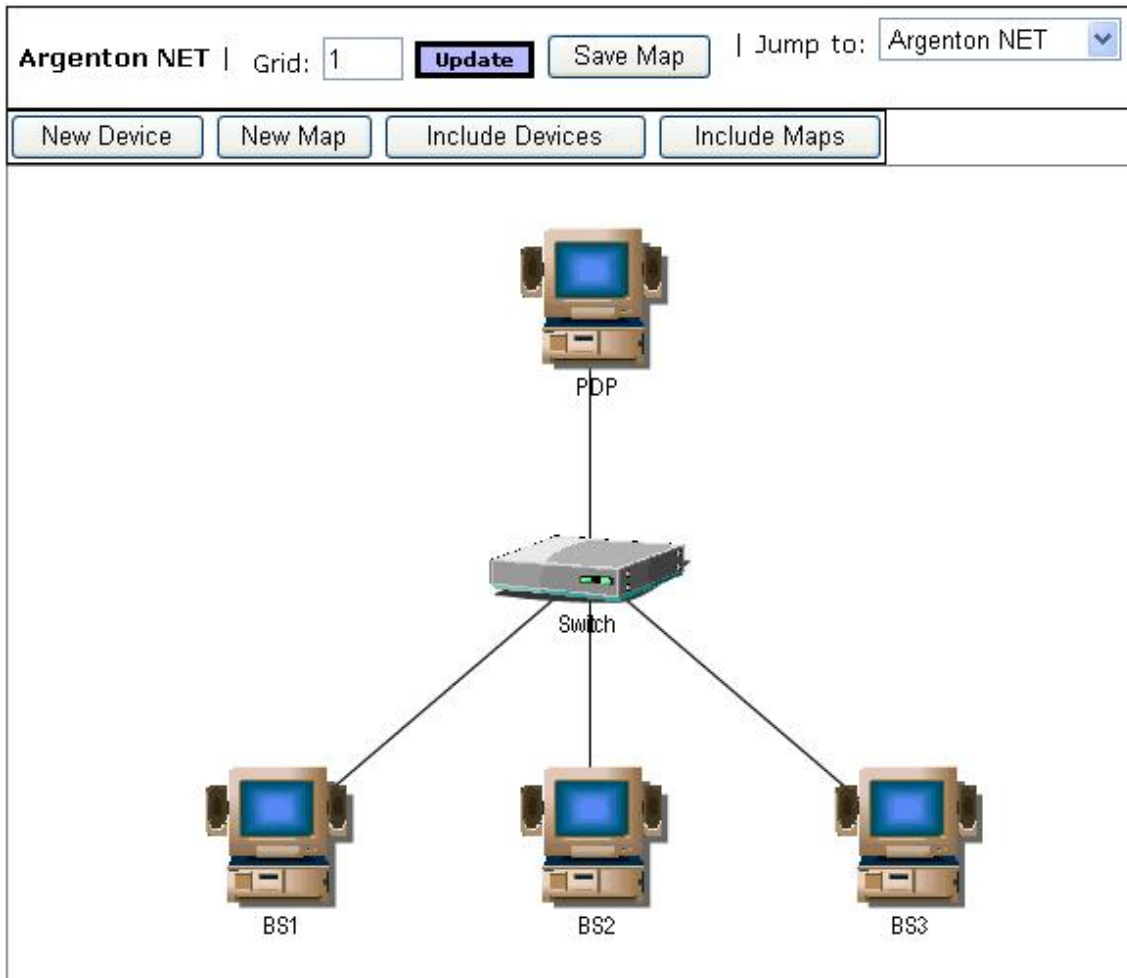 Argenton NET | Grid: 1 Update Save Map | Jump to: Argenton NET
New Device New Map Include Devices Include Maps
PDP
Switch
BS1 BS2 BS3